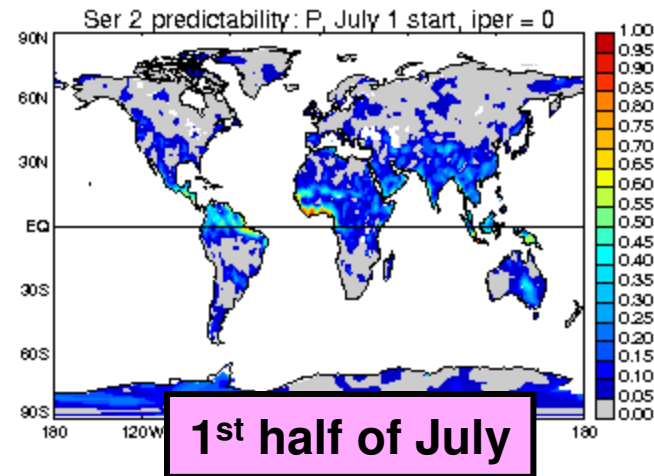 Ser 2 predictability: P, July 1 start, iper = 0
90N
60N
30N
EQ
30S
60S
90S
180
120W
180
1.00
0.95
0.90
0.85
0.80
0.75
0.70
0.65
0.60
0.55
0.50
0.45
0.40
0.35
0.30
0.25
0.20
0.15
0.10
0.05
0.00
1st half of July